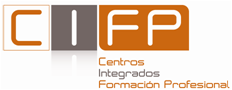 CIFP
Centros
Integrados
Formación Profesional